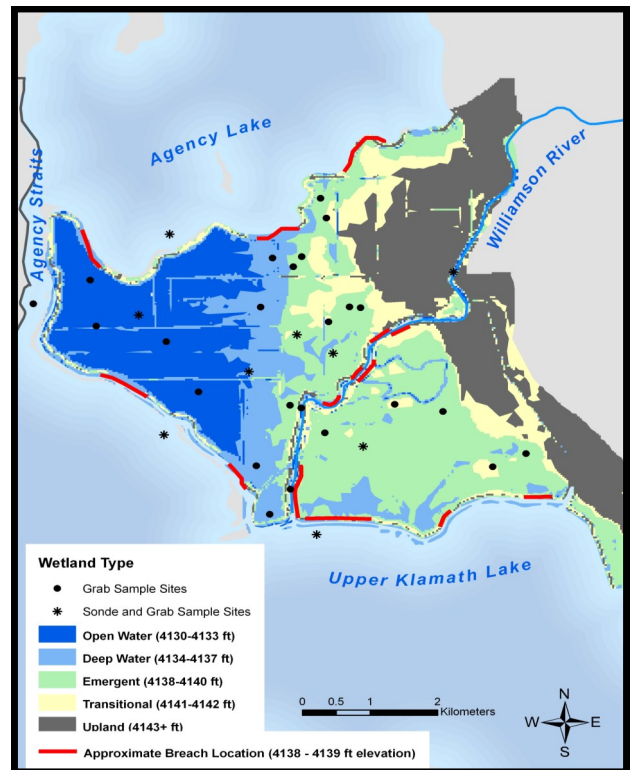 Agency Lake
Agency Straits
Williamson River
Upper Klamath Lake
Wetland Type
Grab Sample Sites
Sonde and Grab Sample Sites
Open Water (4130-4133 ft)
Deep Water (4134-4137 ft)
Emergent (4138-4140 ft)
Transitional (4141-4142 ft)
Upland (4143+ ft)
Approximate Breach Location (4138 - 4139 ft elevation)
0 0.5 1 2
Kilometers
N
W E
S